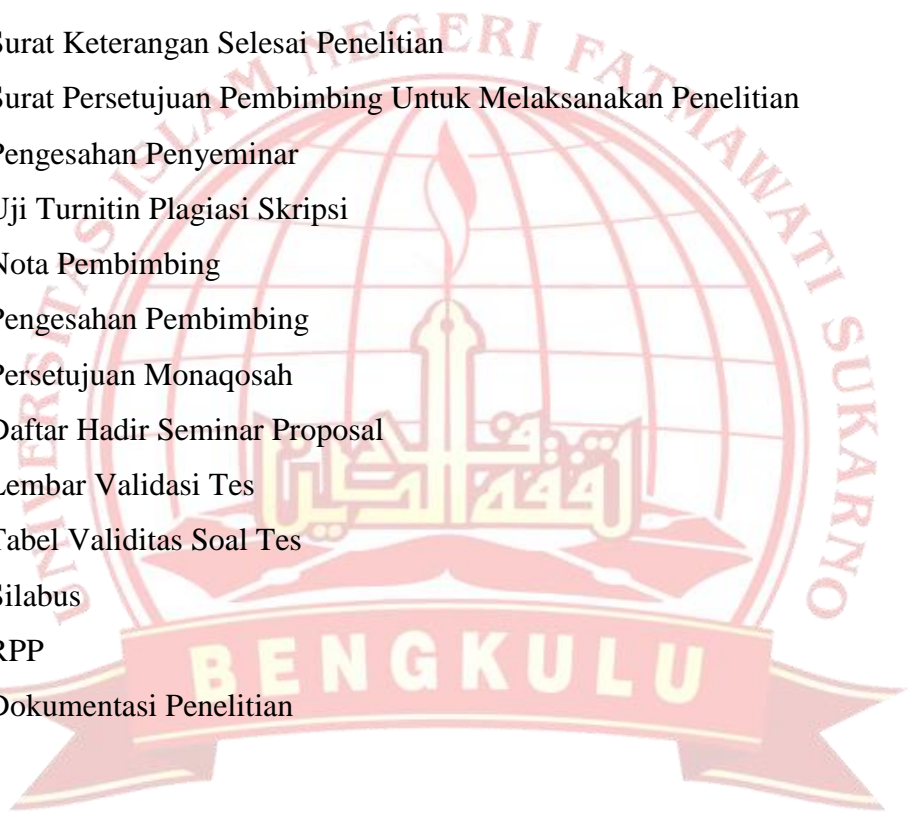 Surat Keterangan Selesai Penelitian
Surat Persetujuan Pembimbing Untuk Melaksanakan Penelitian
Pengesahan Penyeminar
Uji Turnitin Plagiasi Skripsi
Nota Pembimbing
Pengesahan Pembimbing
Persetujuan Monaqosah
Daftar Hadir Seminar Proposal
Lembar Validasi Tes
Tabel Validitas Soal Tes
Silabus
RPP
Dokumentasi Penelitian
UNIVERSITAS ISLAM NEGERI FATMAWATI SUKARNO
BENGKULU